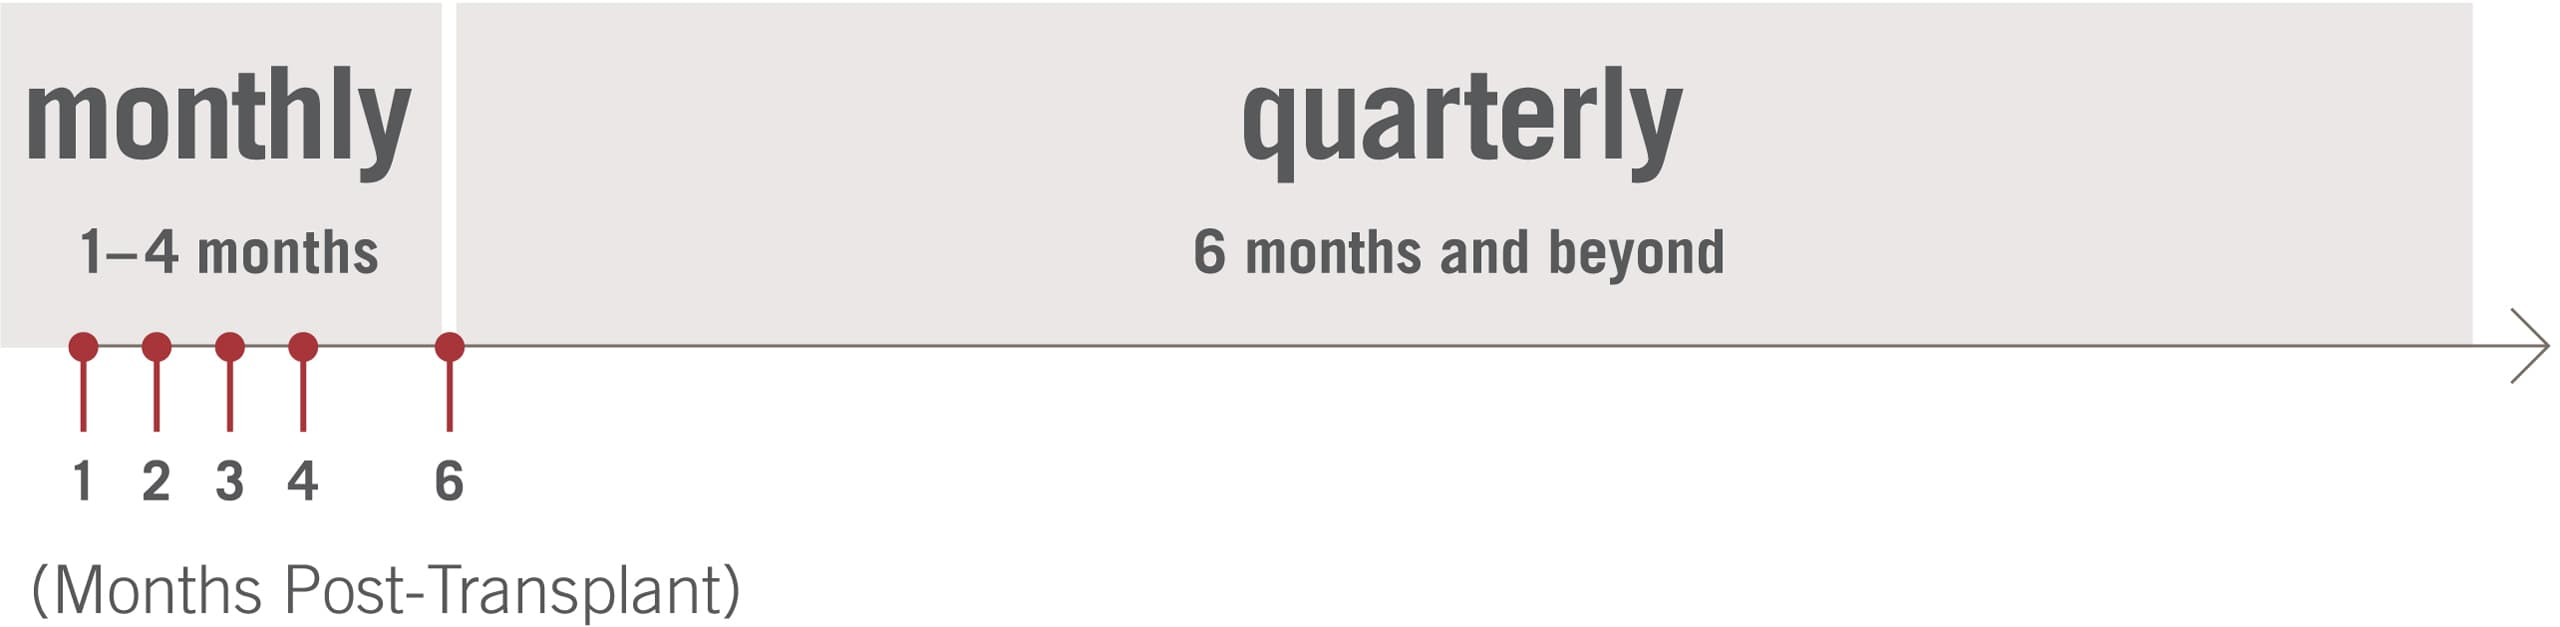 monthly
1–4 months
quarterly
6 months and beyond
1 2 3 4 6
(Months Post-Transplant)